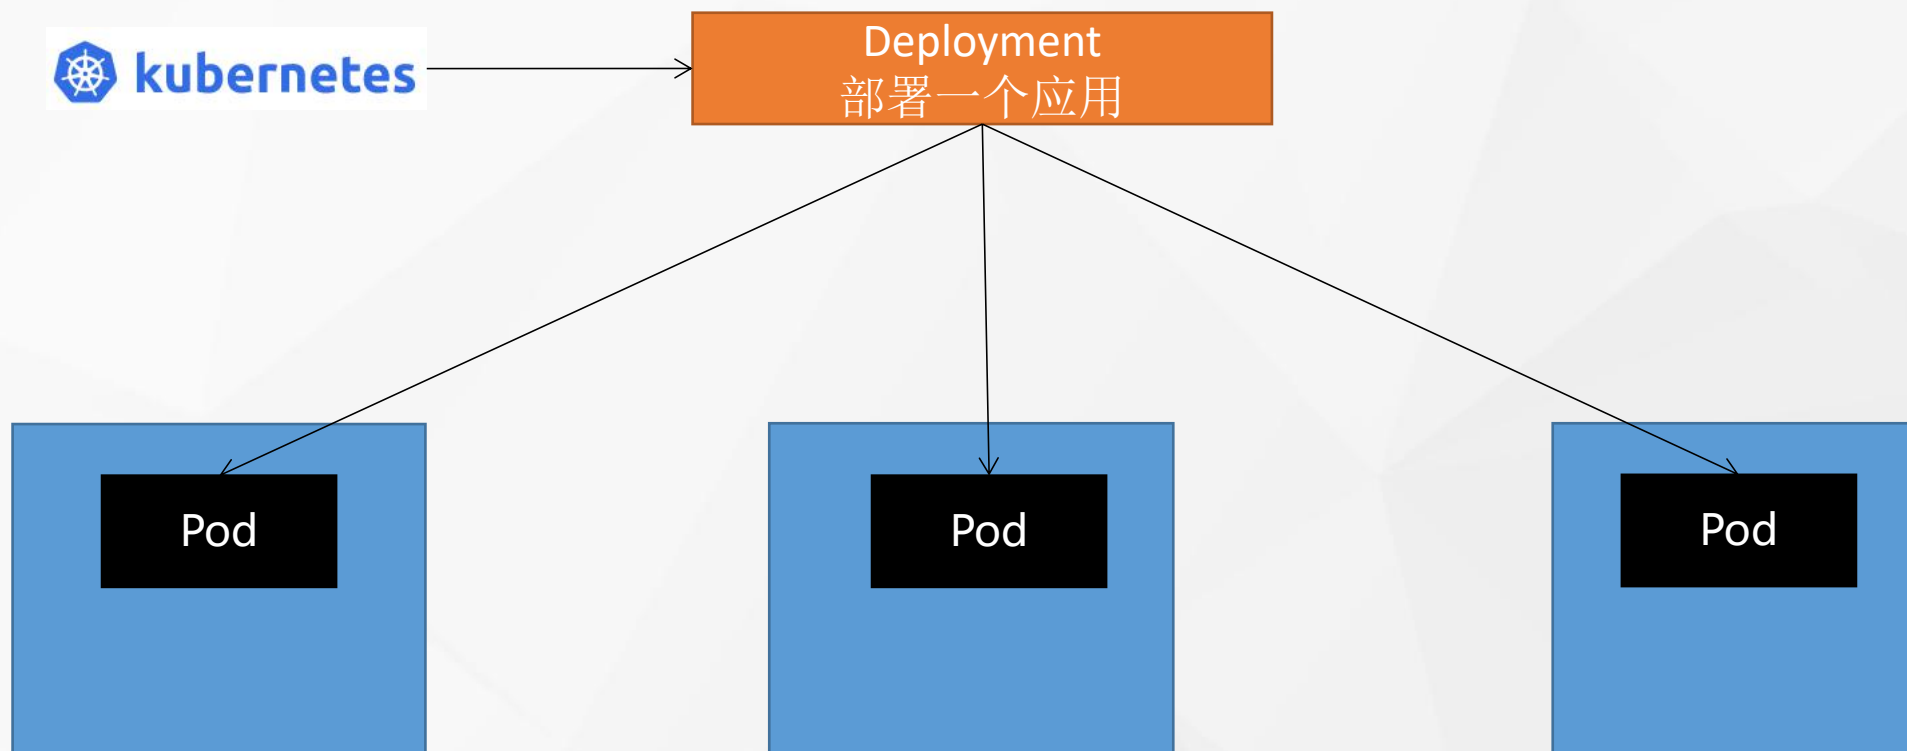 kubernetes
Deployment
部署一个应用
Pod
Pod
Pod